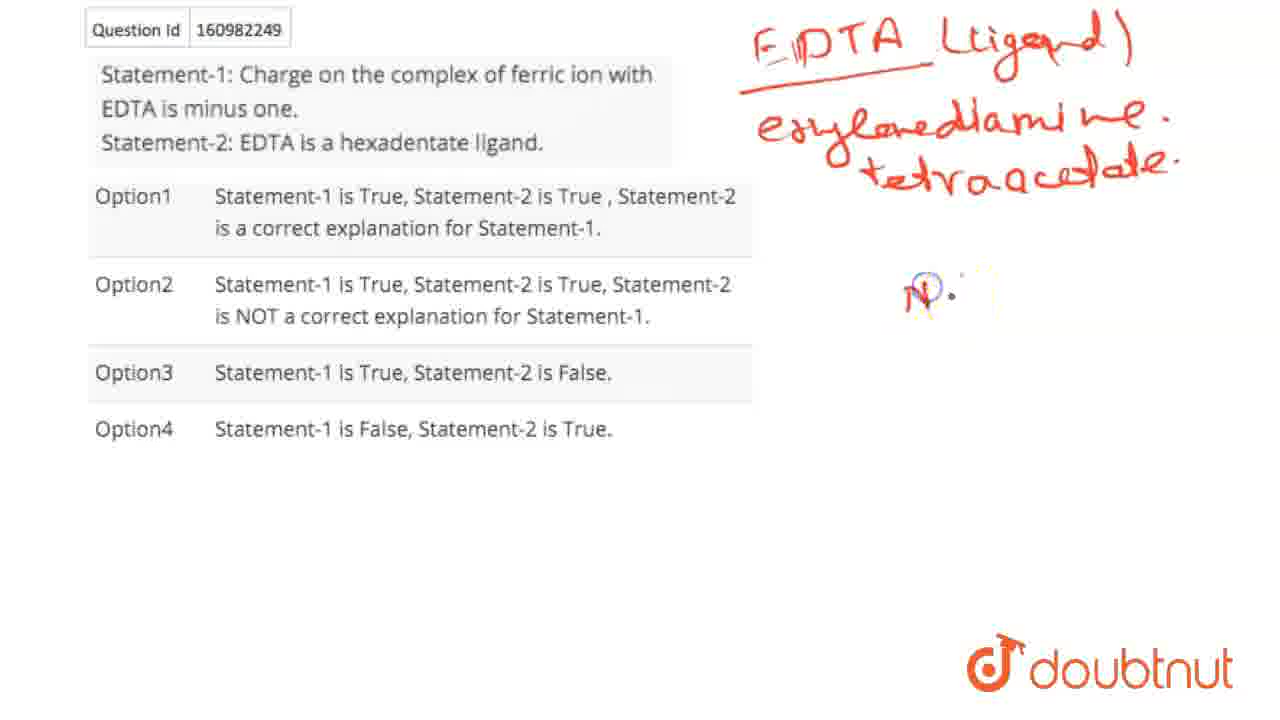 Question Id 160982249
Statement-1: Charge on the complex of ferric ion with
EDTA is minus one.
Statement-2: EDTA is a hexadentate ligand.
Option1 Statement-1 is True, Statement-2 is True , Statement-2
is a correct explanation for Statement-1.
Option2 Statement-1 is True, Statement-2 is True, Statement-2
is NOT a correct explanation for Statement-1.
Option3 Statement-1 is True, Statement-2 is False.
Option4 Statement-1 is False, Statement-2 is True.
EDTA (ligand)
tetraacetate.
N
doubtnut